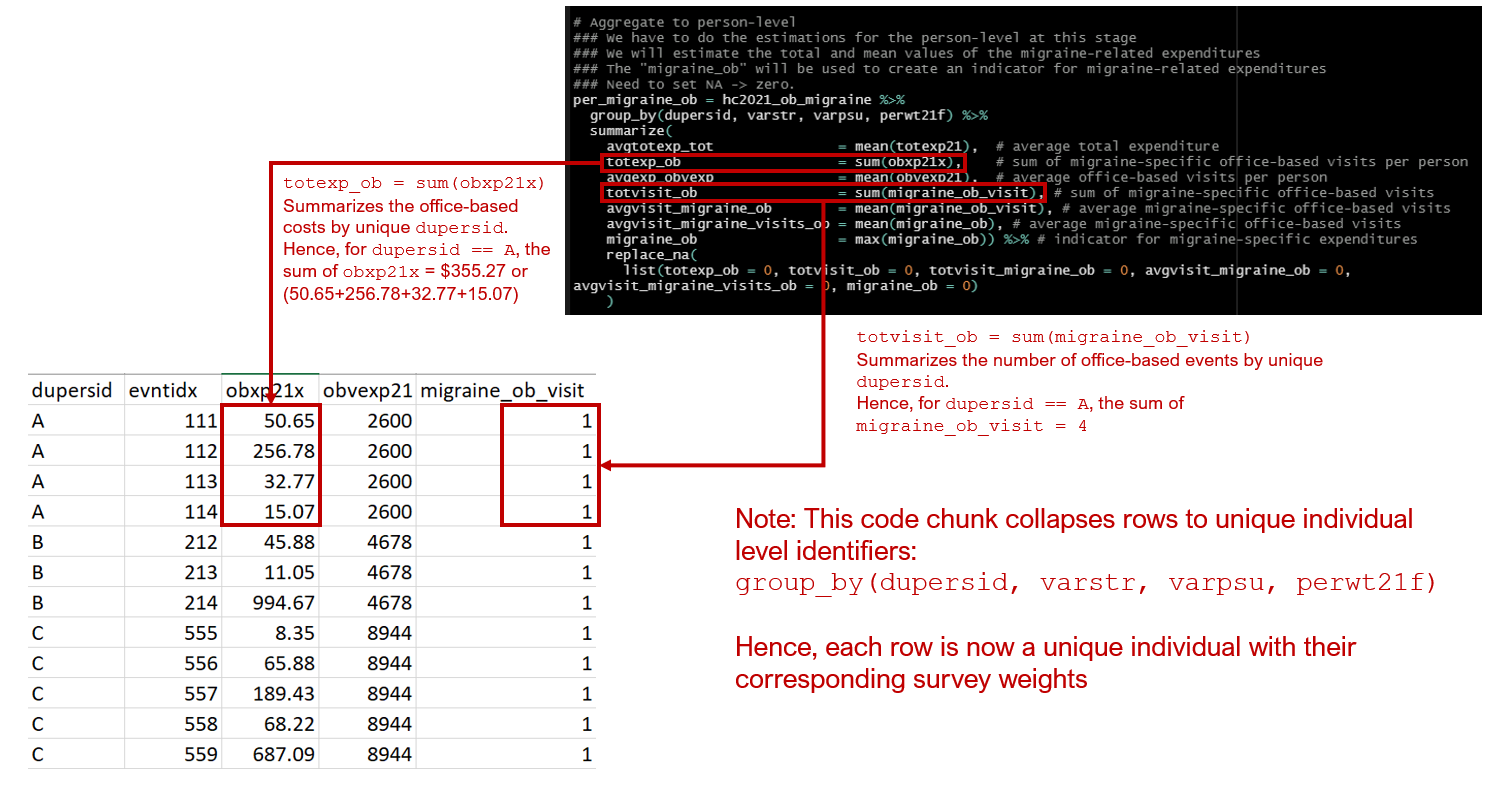 # Aggregate to person-level
### We have to do the estimations for the person-level at this stage
### We will estimate the total and mean values of the migraine-related expenditures
### The "migraine_ob" will be used to create an indicator for migraine-related expenditures
### Need to set NA -> zero.
per_migraine_ob = hc2021_ob_migraine %>%
group_by(dupersid, varstr, varpsu, perwt21f) %>%
summarize(
avgtotexp_tot = mean(totexp21), # average total expenditure
totexp_ob = sum(obxp21x), # sum of migraine-specific office-based visits per person
avgexp_obvexp = mean(obvexp21), # average office-based visits per person
totvisit_ob = sum(migraine_ob_visit), # sum of migraine-specific office-based visits
avgvisit_migraine_ob = mean(migraine_ob_visit), # average migraine-specific office-based visits
avgvisit_migraine_visits_ob = mean(migraine_ob), # average migraine-specific office-based visits
migraine_ob = max(migraine_ob)) %>% # indicator for migraine-specific expenditures
replace_na(
list(totexp_ob = 0, totvisit_ob = 0, totvisit_migraine_ob = 0, avgvisit_migraine_ob = 0,
avgvisit_migraine_visits_ob = 0, migraine_ob = 0)
)
totexp_ob = sum(obxp21x)
Summarizes the office-based
costs by unique dupersid.
Hence, for dupersid == A, the
sum of obxp21x = $355.27 or
(50.65+256.78+32.77+15.07)
totvisit_ob = sum(migraine_ob_visit)
Summarizes the number of office-based events by unique
dupersid.
Hence, for dupersid == A, the sum of
migraine_ob_visit = 4
dupersid evntidx obxp21x obvexp21 migraine_ob_visit
A 111 50.65 2600 1
A 112 256.78 2600 1
A 113 32.77 2600 1
A 114 15.07 2600 1
B 212 45.88 4678 1
B 213 11.05 4678 1
B 214 994.67 4678 1
C 555 8.35 8944 1
C 556 65.88 8944 1
C 557 189.43 8944 1
C 558 68.22 8944 1
C 559 687.09 8944 1
Note: This code chunk collapses rows to unique individual
level identifiers:
group_by(dupersid, varstr, varpsu, perwt21f)
Hence, each row is now a unique individual with their
corresponding survey weights